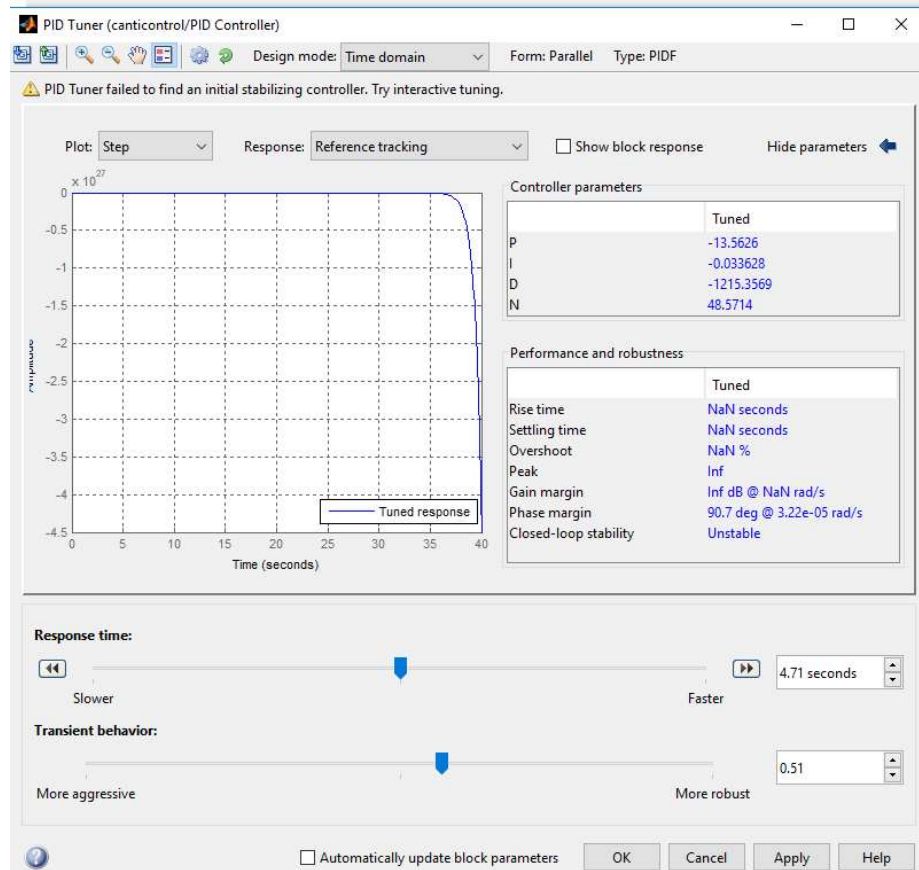 PID Tuner (canticontrol/PID Controller)
Design mode: Time domain Form: Parallel Type: PIDF
PID Tuner failed to find an initial stabilizing controller. Try interactive tuning.
Plot: Step Response: Reference tracking Show block response Hide parameters
x 10^27
0
-0.5
-1
-1.5
-2
-2.5
-3
-3.5
-4
-4.5
Amplitude
Tuned response
0 5 10 15 20 25 30 35 40
Time (seconds)
Controller parameters
Tuned
P -13.5626
I -0.033628
D -1215.3569
N 48.5714
Performance and robustness
Tuned
Rise time NaN seconds
Settling time NaN seconds
Overshoot NaN %
Peak Inf
Gain margin Inf dB @ NaN rad/s
Phase margin 90.7 deg @ 3.22e-05 rad/s
Closed-loop stability Unstable
Response time:
4.71 seconds
Slower Faster
Transient behavior:
0.51
More aggressive More robust
Automatically update block parameters OK Cancel Apply Help